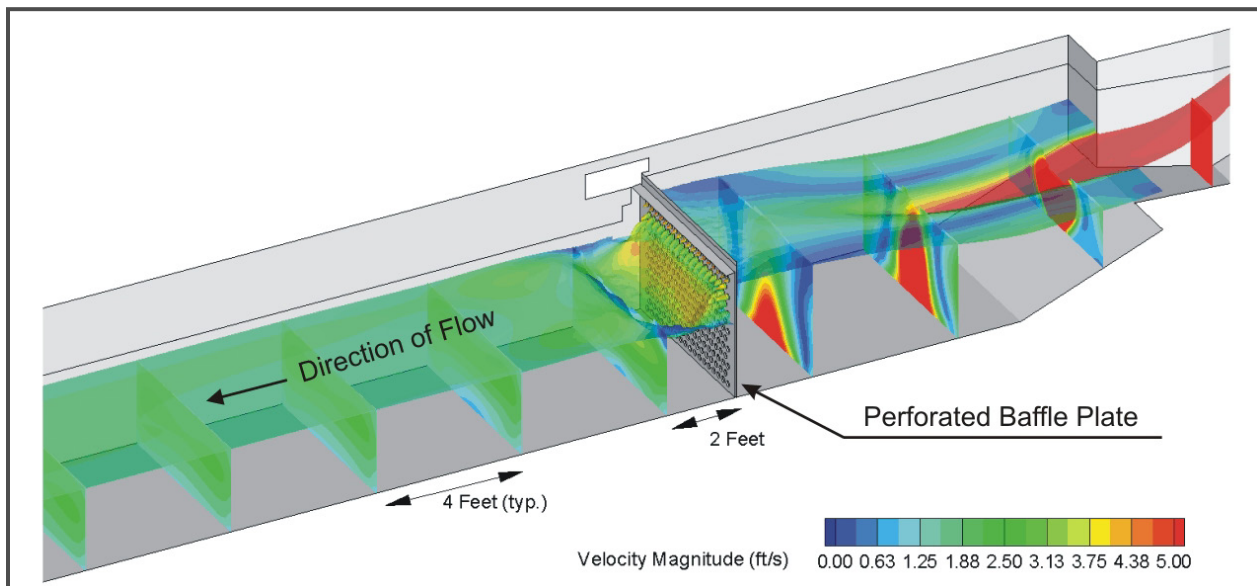 Direction of Flow
Perforated Baffle Plate
2 Feet
4 Feet (typ.)
Velocity Magnitude (ft/s)
0.00 0.63 1.25 1.88 2.50 3.13 3.75 4.38 5.00